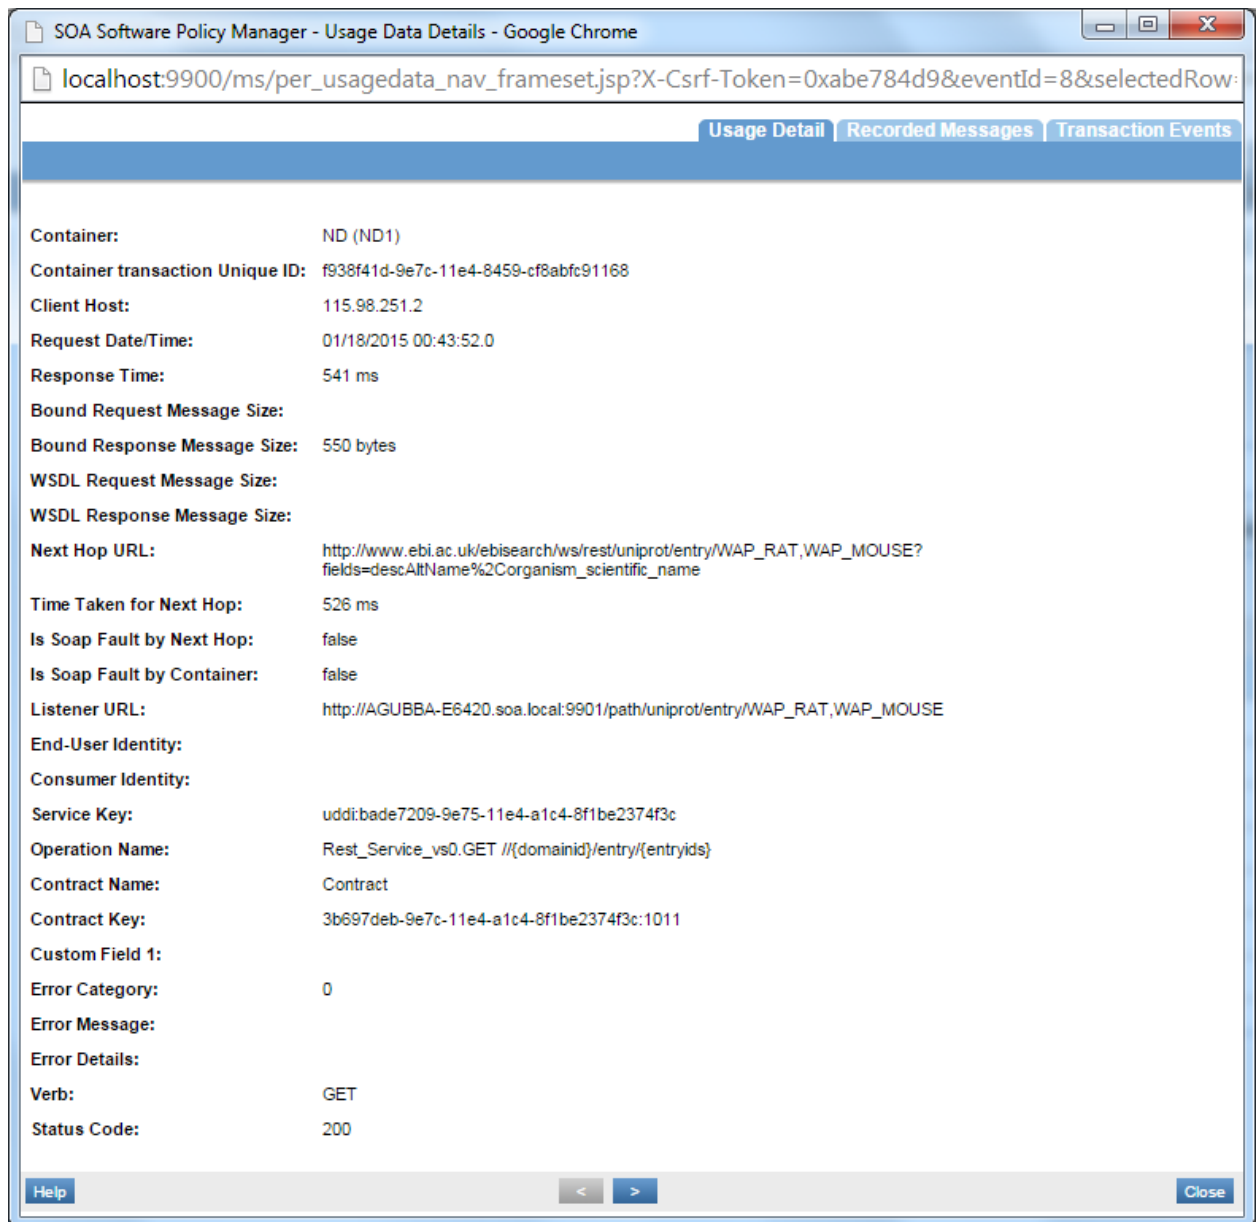 SOA Software Policy Manager - Usage Data Details - Google Chrome
localhost:9900/ms/per_usagedata_nav_frameset.jsp?X-Csrf-Token=0xabe784d9&eventId=8&selectedRow=
Usage Detail Recorded Messages Transaction Events
Container: ND (ND1)
Container transaction Unique ID: f938f41d-9e7c-11e4-8459-cf8abfc91168
Client Host: 115.98.251.2
Request Date/Time: 01/18/2015 00:43:52.0
Response Time: 541 ms
Bound Request Message Size:
Bound Response Message Size: 550 bytes
WSDL Request Message Size:
WSDL Response Message Size:
Next Hop URL: http://www.ebi.ac.uk/ebisearch/ws/rest/uniprot/entry/WAP_RAT,WAP_MOUSE?
fields=descAltName%2Corganism_scientific_name
Time Taken for Next Hop: 526 ms
Is Soap Fault by Next Hop: false
Is Soap Fault by Container: false
Listener URL: http://AGUBBA-E6420.soa.local:9901/path/uniprot/entry/WAP_RAT,WAP_MOUSE
End-User Identity:
Consumer Identity:
Service Key: uddi:bade7209-9e75-11e4-a1c4-8f1be2374f3c
Operation Name: Rest_Service_vs0.GET //{domainid}/entry/{entryids}
Contract Name: Contract
Contract Key: 3b697deb-9e7c-11e4-a1c4-8f1be2374f3c:1011
Custom Field 1:
Error Category: 0
Error Message:
Error Details:
Verb: GET
Status Code: 200
Help < > Close